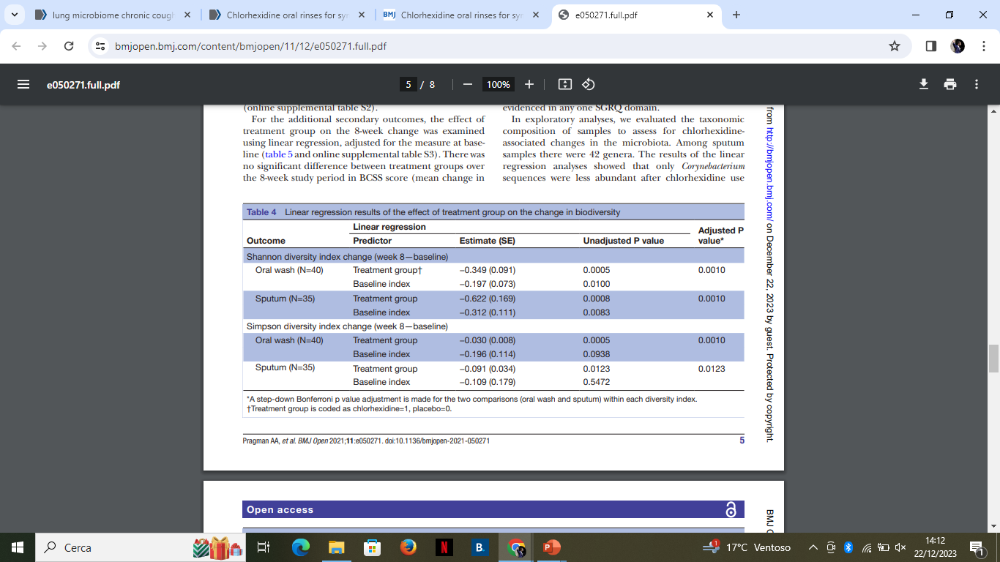 lung microbiome chronic cough
Chlorhexidine oral rinses for syr
BMJ Chlorhexidine oral rinses for syr
e050271.full.pdf
bmjopen.bmj.com/content/bmjopen/11/12/e050271.full.pdf
e050271.full.pdf
5 / 8
100%
(online supplemental table S2).
For the additional secondary outcomes, the effect of
treatment group on the 8-week change was examined
using linear regression, adjusted for the measure at base-
line (table 5 and online supplemental table S3). There was
no significant difference between treatment groups over
the 8-week study period in BCSS score (mean change in
evidenced in any one SGRQ domain.
In exploratory analyses, we evaluated the taxonomic
composition of samples to assess for chlorhexidine-
associated changes in the microbiota. Among sputum
samples there were 42 genera. The results of the linear
regression analyses showed that only Corynebacterium
sequences were less abundant after chlorhexidine use
Table 4 Linear regression results of the effect of treatment group on the change in biodiversity
Linear regression
Outcome Predictor Estimate (SE) Unadjusted P value Adjusted P
value*
Shannon diversity index change (week 8—baseline)
Oral wash (N=40) Treatment group† −0.349 (0.091) 0.0005 0.0010
Baseline index −0.197 (0.073) 0.0100
Sputum (N=35) Treatment group −0.622 (0.169) 0.0008 0.0010
Baseline index −0.312 (0.111) 0.0083
Simpson diversity index change (week 8—baseline)
Oral wash (N=40) Treatment group −0.030 (0.008) 0.0005 0.0010
Baseline index −0.196 (0.114) 0.0938
Sputum (N=35) Treatment group −0.091 (0.034) 0.0123 0.0123
Baseline index −0.109 (0.179) 0.5472
*A step-down Bonferroni p value adjustment is made for the two comparisons (oral wash and sputum) within each diversity index.
†Treatment group is coded as chlorhexidine=1, placebo=0.
Pragman AA, et al. BMJ Open 2021;11:e050271. doi:10.1136/bmjopen-2021-050271
5
from http://bmjopen.bmj.com/ on December 22, 2023 by guest. Protected by copyright.
Open access
BMJ
Cerca
N
B.
P
1
17°C Ventoso
14:12
22/12/2023
1